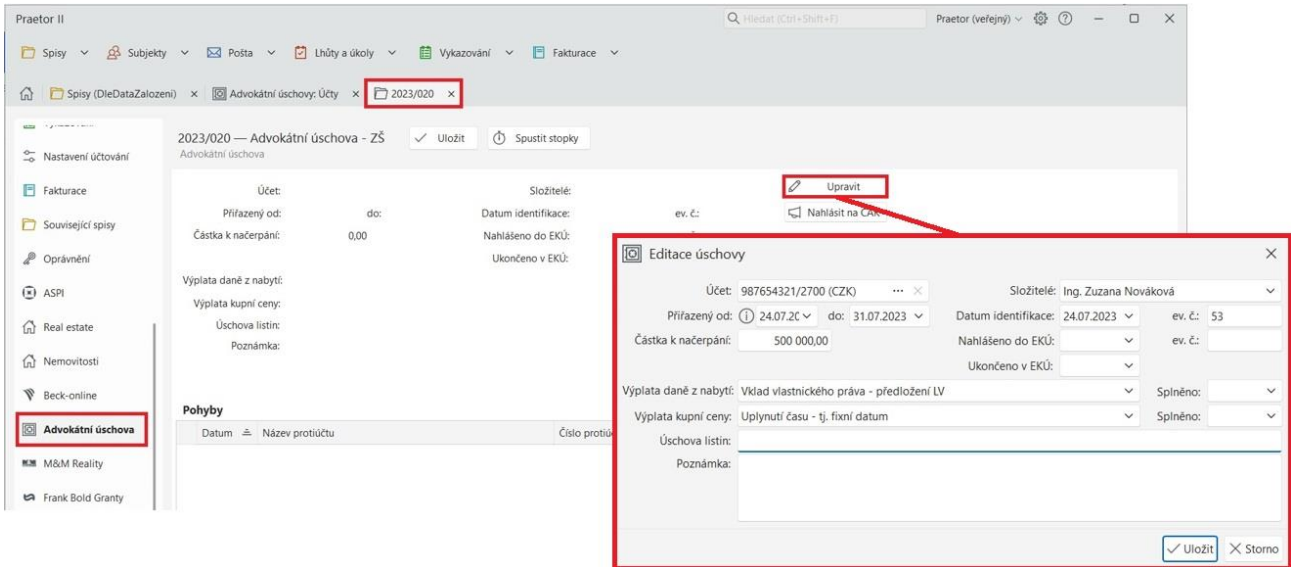 Praetor II
Hledat (Ctrl+Shift+F)
Praetor (veřejný)
Spisy
Subjekty
Pošta
Lhůty a úkoly
Vykazování
Fakturace
Spisy (DleDataZalozeni) ×
Advokátní úschovy: Účty ×
2023/020 ×
Nastavení účtování
Fakturace
Související spisy
Oprávnění
ASPI
Real estate
Nemovitosti
Beck-online
Advokátní úschova
M&M Reality
Frank Bold Granty
2023/020 — Advokátní úschova - ZŠ
Advokátní úschova
Uložit
Spustit stopky
Účet:
Složitelé:
Upravit
Přiřazený od: do:
Datum identifikace: ev. č.:
Nahlásit na ČAK
Částka k načerpání: 0,00
Nahlášeno do EKÚ:
Ukončeno v EKÚ:
Výplata daně z nabytí:
Výplata kupní ceny:
Úschova listin:
Poznámka:
Pohyby
Datum Název protiúčtu
Editace úschovy
Účet: 987654321/2700 (CZK) ···
Složitelé: Ing. Zuzana Nováková
Přiřazený od: 24.07.20 do: 31.07.2023
Datum identifikace: 24.07.2023 ev. č.: 53
Částka k načerpání: 500 000,00
Nahlášeno do EKÚ: ev. č.:
Ukončeno v EKÚ:
Výplata daně z nabytí: Vklad vlastnického práva - předložení LV Splněno:
Výplata kupní ceny: Uplynutí času - tj. fixní datum Splněno:
Úschova listin:
Poznámka:
Uložit
Storno